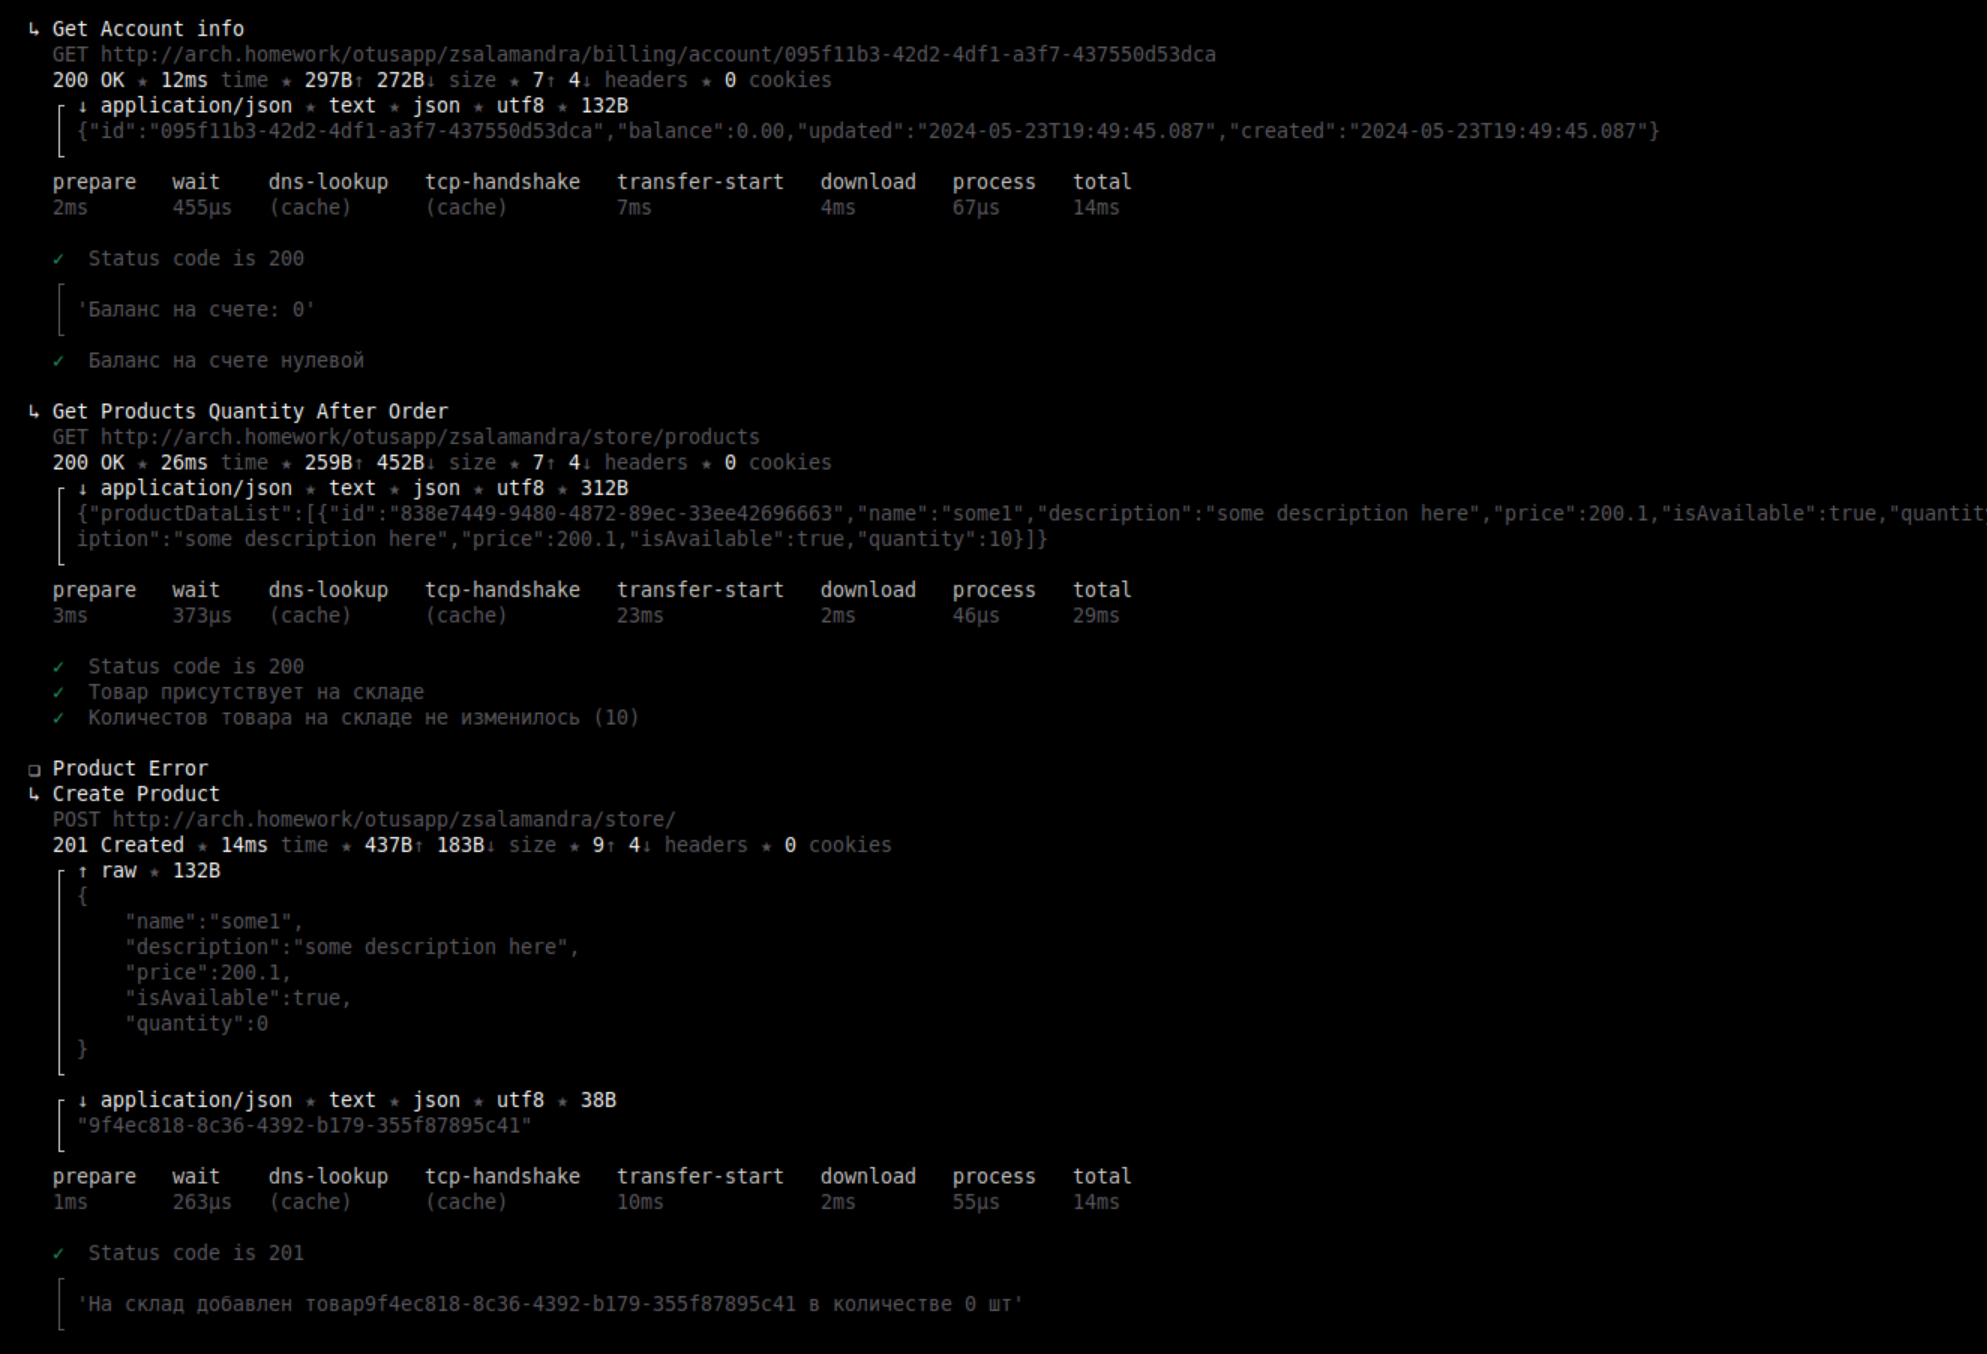 ↳ Get Account info
GET http://arch.homework/otusapp/zsalamandra/billing/account/095f11b3-42d2-4df1-a3f7-437550d53dca
200 OK ★ 12ms time ★ 297B↑ 272B↓ size ★ 7↑ 4↓ headers ★ 0 cookies
↓ application/json ★ text ★ json ★ utf8 ★ 132B
{"id":"095f11b3-42d2-4df1-a3f7-437550d53dca","balance":0.00,"updated":"2024-05-23T19:49:45.087","created":"2024-05-23T19:49:45.087"}
prepare wait dns-lookup tcp-handshake transfer-start download process total
2ms 455µs (cache) (cache) 7ms 4ms 67µs 14ms
✓ Status code is 200
'Баланс на счете: 0'
✓ Баланс на счете нулевой
↳ Get Products Quantity After Order
GET http://arch.homework/otusapp/zsalamandra/store/products
200 OK ★ 26ms time ★ 259B↑ 452B↓ size ★ 7↑ 4↓ headers ★ 0 cookies
↓ application/json ★ text ★ json ★ utf8 ★ 312B
{"productDataList":[{"id":"838e7449-9480-4872-89ec-33ee42696663","name":"some1","description":"some description here","price":200.1,"isAvailable":true,"quantit
iption":"some description here","price":200.1,"isAvailable":true,"quantity":10}]}
prepare wait dns-lookup tcp-handshake transfer-start download process total
3ms 373µs (cache) (cache) 23ms 2ms 46µs 29ms
✓ Status code is 200
✓ Товар присутствует на складе
✓ Количестов товара на складе не изменилось (10)
❏ Product Error
↳ Create Product
POST http://arch.homework/otusapp/zsalamandra/store/
201 Created ★ 14ms time ★ 437B↑ 183B↓ size ★ 9↑ 4↓ headers ★ 0 cookies
↑ raw ★ 132B
{
"name":"some1",
"description":"some description here",
"price":200.1,
"isAvailable":true,
"quantity":0
}
↓ application/json ★ text ★ json ★ utf8 ★ 38B
"9f4ec818-8c36-4392-b179-355f87895c41"
prepare wait dns-lookup tcp-handshake transfer-start download process total
1ms 263µs (cache) (cache) 10ms 2ms 55µs 14ms
✓ Status code is 201
'На склад добавлен товар9f4ec818-8c36-4392-b179-355f87895c41 в количестве 0 шт'